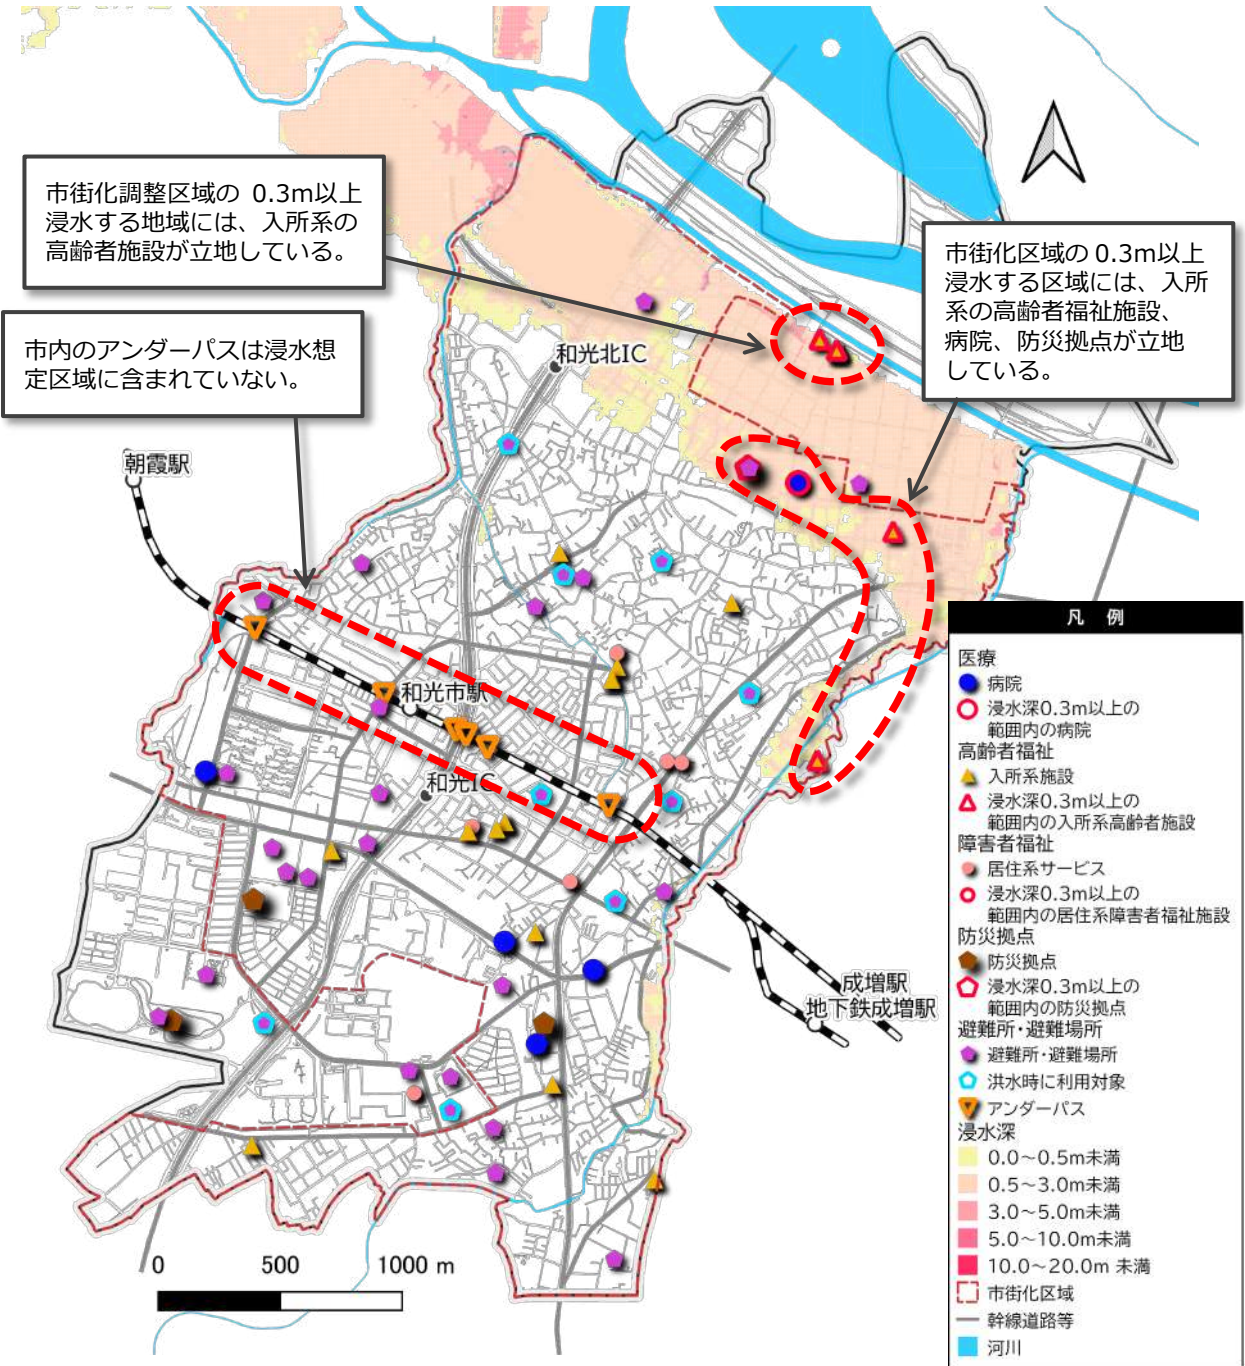 市街化調整区域の 0.3m以上
浸水する地域には、入所系の
高齢者施設が立地している。
市街化区域の0.3m以上
浸水する区域には、入所
系の高齢者福祉施設、
病院、防災拠点が立地
している。
市内のアンダーパスは浸水想
定区域に含まれていない。
和光北IC
朝霞駅
和光市駅
和光IC
成増駅
地下鉄成増駅
0 500 1000 m
凡 例
医療
病院
浸水深0.3m以上の
範囲内の病院
高齢者福祉
入所系施設
浸水深0.3m以上の
範囲内の入所系高齢者施設
障害者福祉
居住系サービス
浸水深0.3m以上の
範囲内の居住系障害者福祉施設
防災拠点
防災拠点
浸水深0.3m以上の
範囲内の防災拠点
避難所・避難場所
避難所・避難場所
洪水時に利用対象
アンダーパス
浸水深
0.0～0.5m未満
0.5～3.0m未満
3.0～5.0m未満
5.0～10.0m未満
10.0～20.0m 未満
市街化区域
幹線道路等
河川